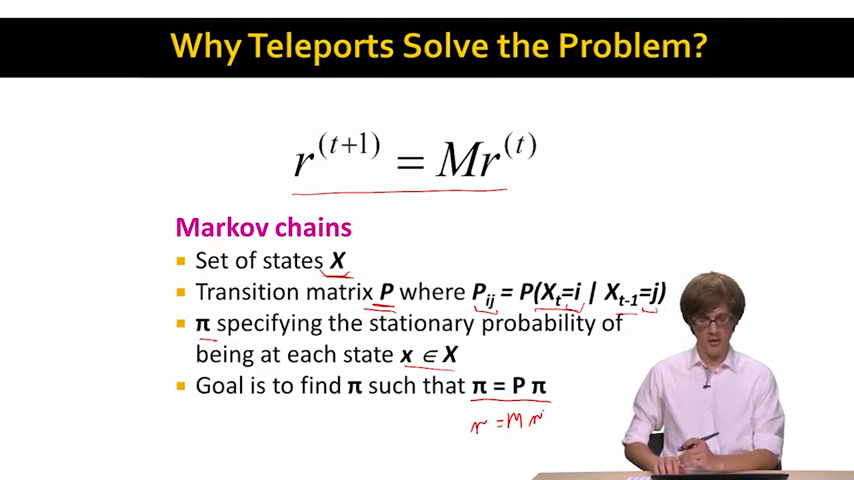 Why Teleports Solve the Problem?
r^(t+1) = Mr^(t)
Markov chains
▪ Set of states X
▪ Transition matrix P where P_ij = P(X_t=i | X_t-1=j)
▪ π specifying the stationary probability of
being at each state x ∈ X
▪ Goal is to find π such that π = P π
r = M r